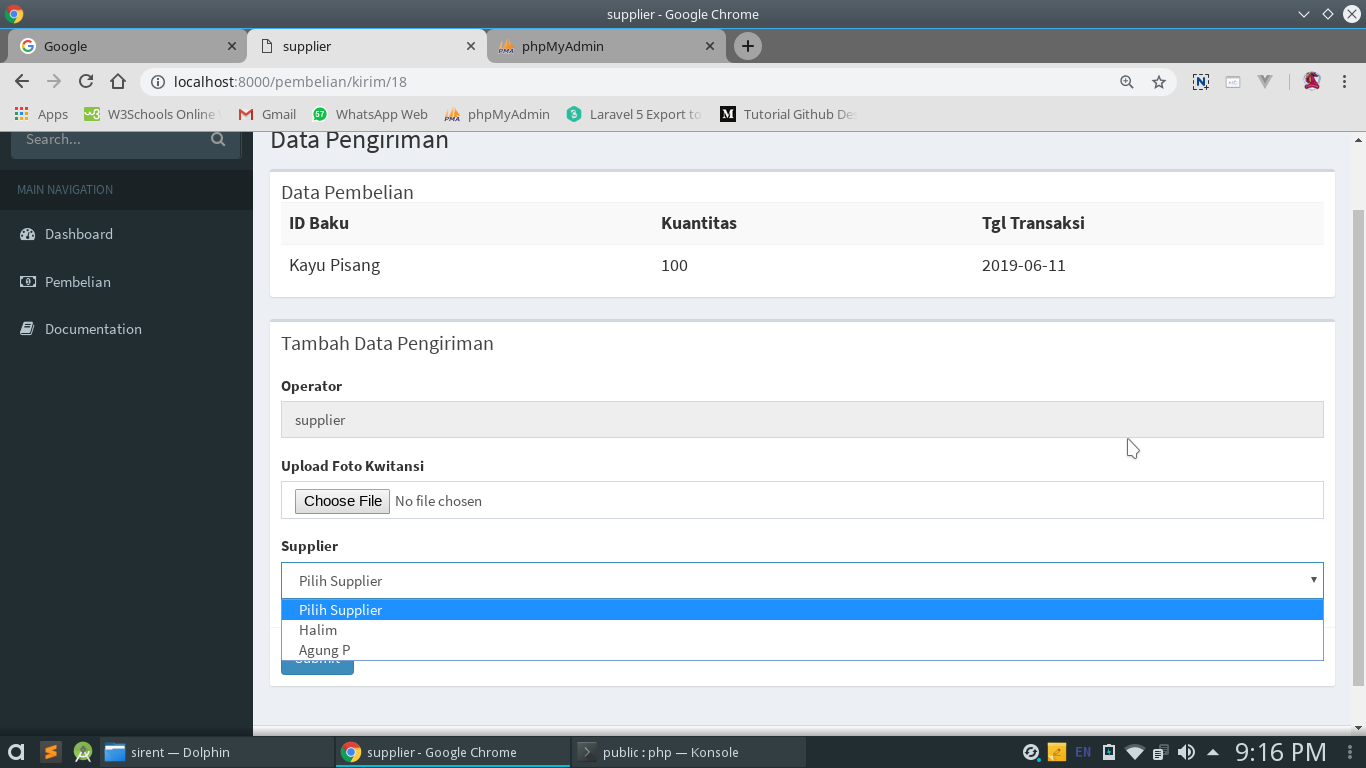 supplier - Google Chrome
Google
supplier
phpMyAdmin
localhost:8000/pembelian/kirim/18
Apps
W3Schools Online
Gmail
WhatsApp Web
phpMyAdmin
Laravel 5 Export to
Tutorial Github De
Search...
MAIN NAVIGATION
Dashboard
Pembelian
Documentation
Data Pengiriman
Data Pembelian
ID Baku Kuantitas Tgl Transaksi
Kayu Pisang 100 2019-06-11
Tambah Data Pengiriman
Operator
supplier
Upload Foto Kwitansi
Choose File No file chosen
Supplier
Pilih Supplier
Pilih Supplier
Halim
Agung P
Submit
sirent — Dolphin
supplier - Google Chrome
public : php — Konsole
EN
9:16 PM